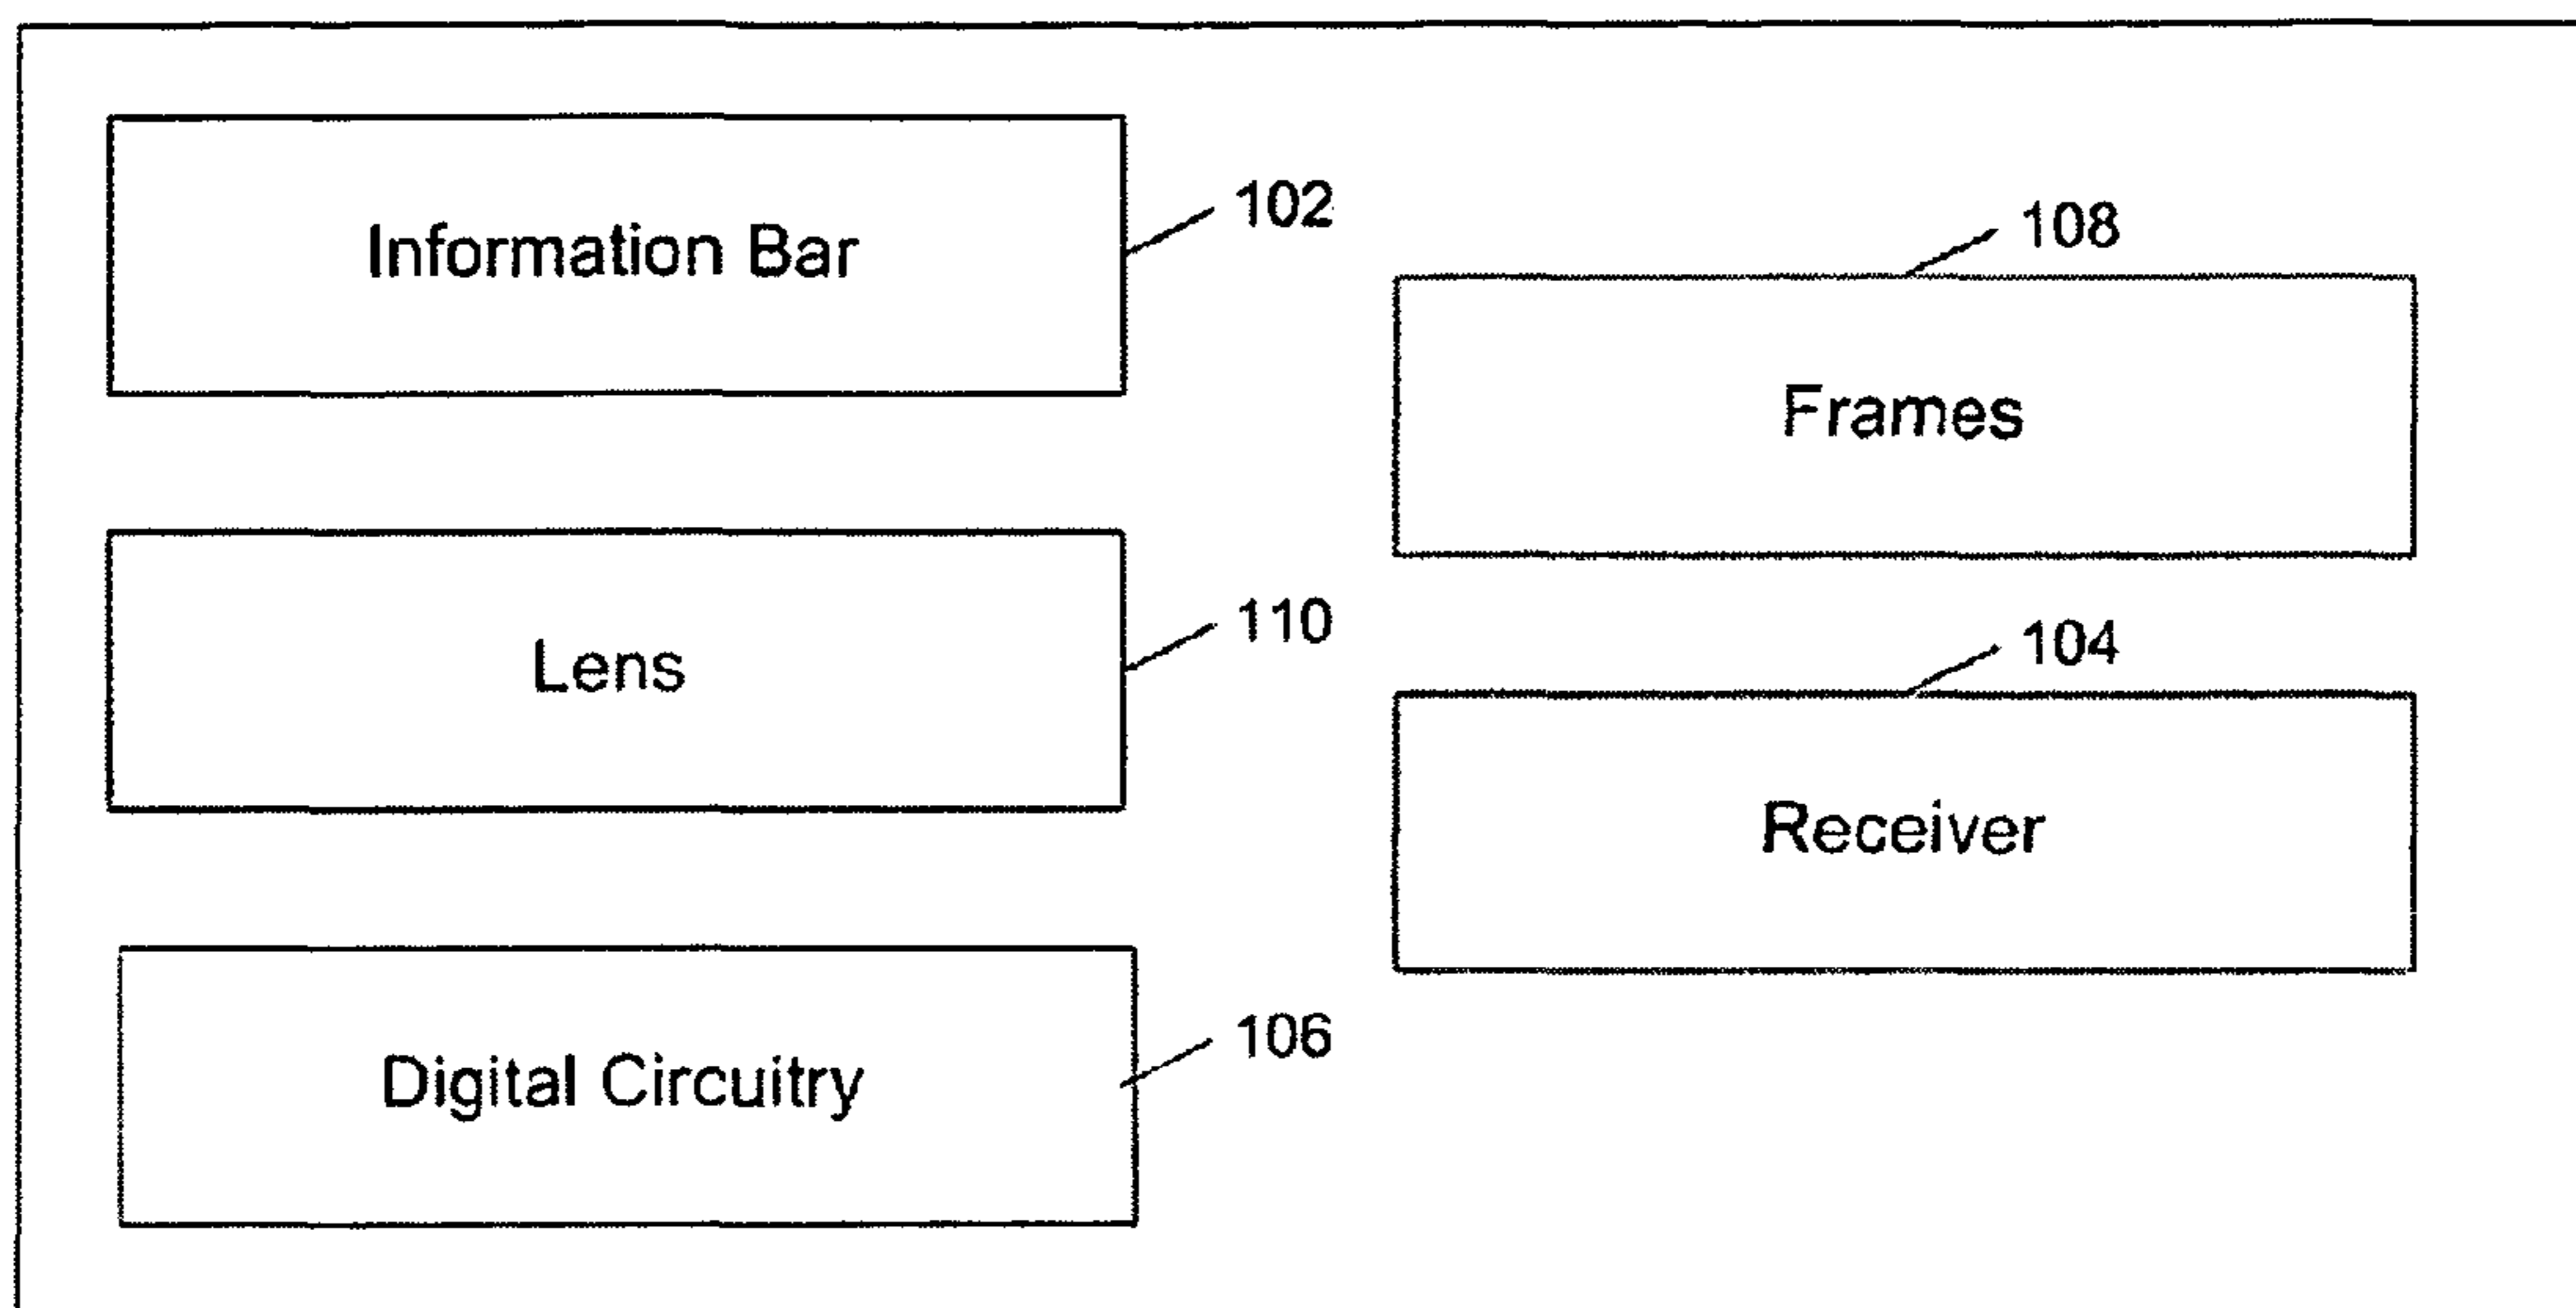 Information Bar
102
108
Frames
Lens
110
104
Receiver
Digital Circuitry
106